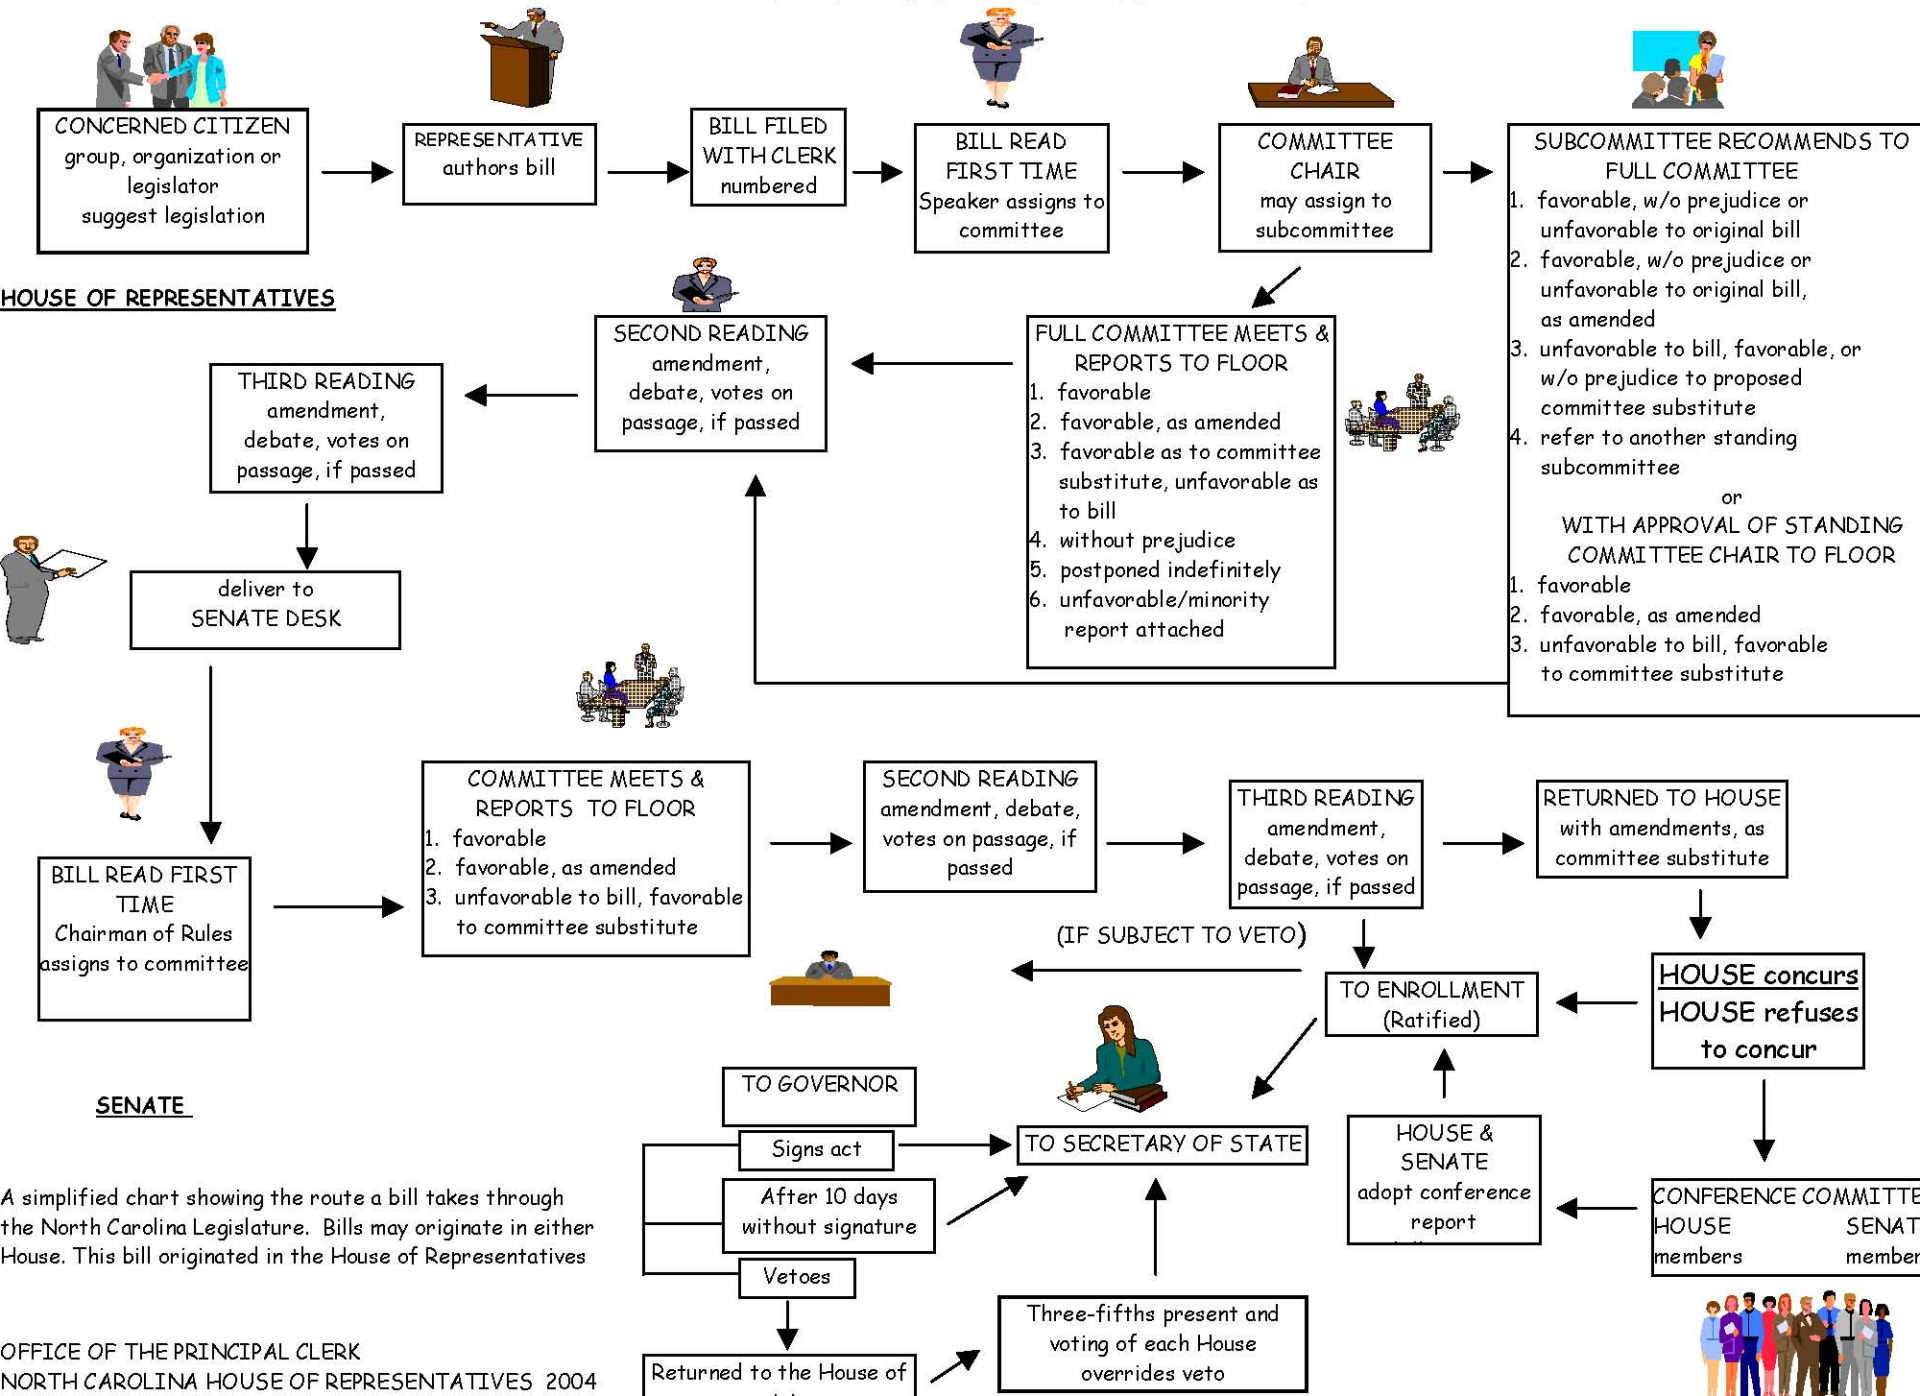 CONCERNED CITIZEN
group, organization or
legislator
suggest legislation
REPRESENTATIVE
authors bill
BILL FILED
WITH CLERK
numbered
BILL READ
FIRST TIME
Speaker assigns to
committee
COMMITTEE
CHAIR
may assign to
subcommittee
SUBCOMMITTEE RECOMMENDS TO
FULL COMMITTEE
1. favorable, w/o prejudice or
unfavorable to original bill
2. favorable, w/o prejudice or
unfavorable to original bill,
as amended
3. unfavorable to bill, favorable, or
w/o prejudice to proposed
committee substitute
4. refer to another standing
subcommittee
or
WITH APPROVAL OF STANDING
COMMITTEE CHAIR TO FLOOR
1. favorable
2. favorable, as amended
3. unfavorable to bill, favorable
to committee substitute
HOUSE OF REPRESENTATIVES
FULL COMMITTEE MEETS &
REPORTS TO FLOOR
1. favorable
2. favorable, as amended
3. favorable as to committee
substitute, unfavorable as
to bill
4. without prejudice
5. postponed indefinitely
6. unfavorable/minority
report attached
SECOND READING
amendment,
debate, votes on
passage, if passed
THIRD READING
amendment,
debate, votes on
passage, if passed
deliver to
SENATE DESK
BILL READ FIRST
TIME
Chairman of Rules
assigns to committee
COMMITTEE MEETS &
REPORTS TO FLOOR
1. favorable
2. favorable, as amended
3. unfavorable to bill, favorable
to committee substitute
SECOND READING
amendment, debate,
votes on passage, if
passed
THIRD READING
amendment,
debate, votes on
passage, if passed
RETURNED TO HOUSE
with amendments, as
committee substitute
(IF SUBJECT TO VETO)
TO ENROLLMENT
(Ratified)
HOUSE concurs
HOUSE refuses
to concur
SENATE
TO GOVERNOR
Signs act
After 10 days
without signature
Vetoes
TO SECRETARY OF STATE
HOUSE &
SENATE
adopt conference
report
CONFERENCE COMMITTE
HOUSE SENAT
members member
Three-fifths present and
voting of each House
overrides veto
Returned to the House of
A simplified chart showing the route a bill takes through
the North Carolina Legislature. Bills may originate in either
House. This bill originated in the House of Representatives
OFFICE OF THE PRINCIPAL CLERK
NORTH CAROLINA HOUSE OF REPRESENTATIVES 2004